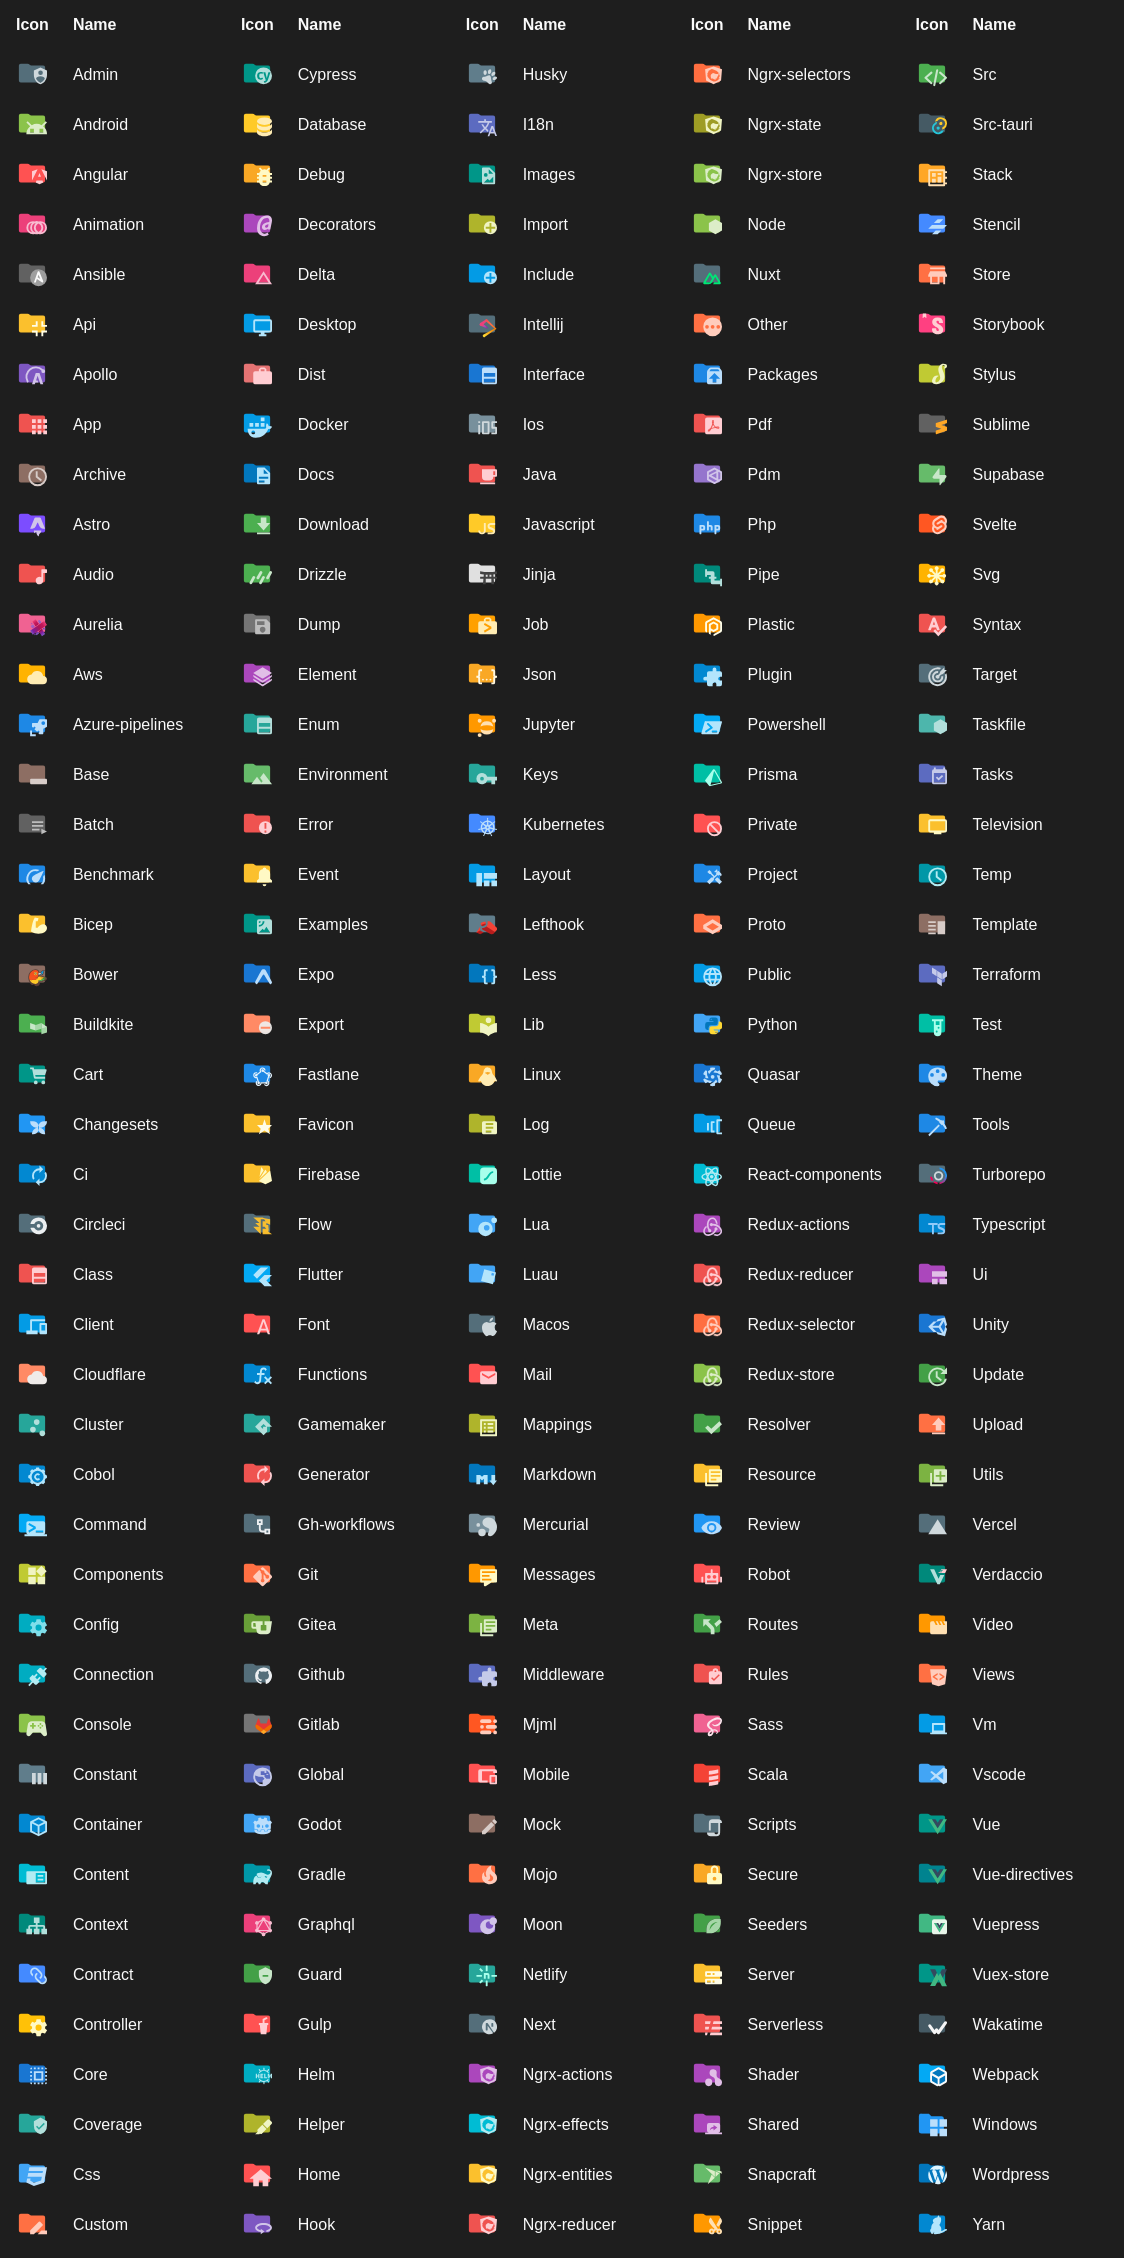 Icon Name Icon Name Icon Name Icon Name Icon Name
Admin Cypress Husky Ngrx-selectors Src
Android Database I18n Ngrx-state Src-tauri
Angular Debug Images Ngrx-store Stack
Animation Decorators Import Node Stencil
Ansible Delta Include Nuxt Store
Api Desktop Intellij Other Storybook
Apollo Dist Interface Packages Stylus
App Docker Ios Pdf Sublime
Archive Docs Java Pdm Supabase
Astro Download Javascript Php Svelte
Audio Drizzle Jinja Pipe Svg
Aurelia Dump Job Plastic Syntax
Aws Element Json Plugin Target
Azure-pipelines Enum Jupyter Powershell Taskfile
Base Environment Keys Prisma Tasks
Batch Error Kubernetes Private Television
Benchmark Event Layout Project Temp
Bicep Examples Lefthook Proto Template
Bower Expo Less Public Terraform
Buildkite Export Lib Python Test
Cart Fastlane Linux Quasar Theme
Changesets Favicon Log Queue Tools
Ci Firebase Lottie React-components Turborepo
Circleci Flow Lua Redux-actions Typescript
Class Flutter Luau Redux-reducer Ui
Client Font Macos Redux-selector Unity
Cloudflare Functions Mail Redux-store Update
Cluster Gamemaker Mappings Resolver Upload
Cobol Generator Markdown Resource Utils
Command Gh-workflows Mercurial Review Vercel
Components Git Messages Robot Verdaccio
Config Gitea Meta Routes Video
Connection Github Middleware Rules Views
Console Gitlab Mjml Sass Vm
Constant Global Mobile Scala Vscode
Container Godot Mock Scripts Vue
Content Gradle Mojo Secure Vue-directives
Context Graphql Moon Seeders Vuepress
Contract Guard Netlify Server Vuex-store
Controller Gulp Next Serverless Wakatime
Core Helm Ngrx-actions Shader Webpack
Coverage Helper Ngrx-effects Shared Windows
Css Home Ngrx-entities Snapcraft Wordpress
Custom Hook Ngrx-reducer Snippet Yarn